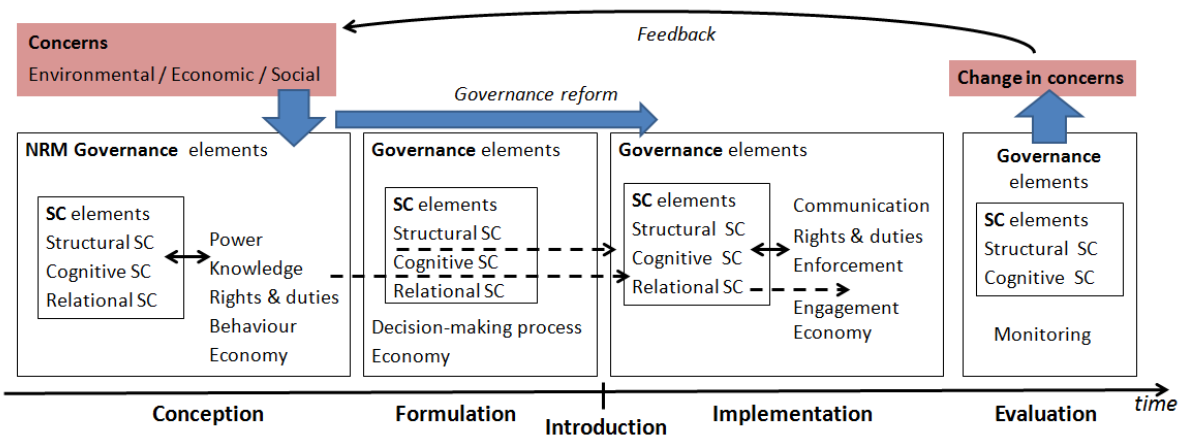 Feedback
Concerns
Environmental / Economic / Social
Change in concerns
Governance reform
NRM Governance elements
SC elements
Structural SC
Cognitive SC
Relational SC
Power
Knowledge
Rights & duties
Behaviour
Economy
Governance elements
SC elements
Structural SC
Cognitive SC
Relational SC
Decision-making process
Economy
Governance elements
SC elements
Structural SC
Cognitive SC
Relational SC
Communication
Rights & duties
Enforcement
Engagement
Economy
Governance
elements
SC elements
Structural SC
Cognitive SC
Monitoring
time
Conception
Formulation
Introduction
Implementation
Evaluation